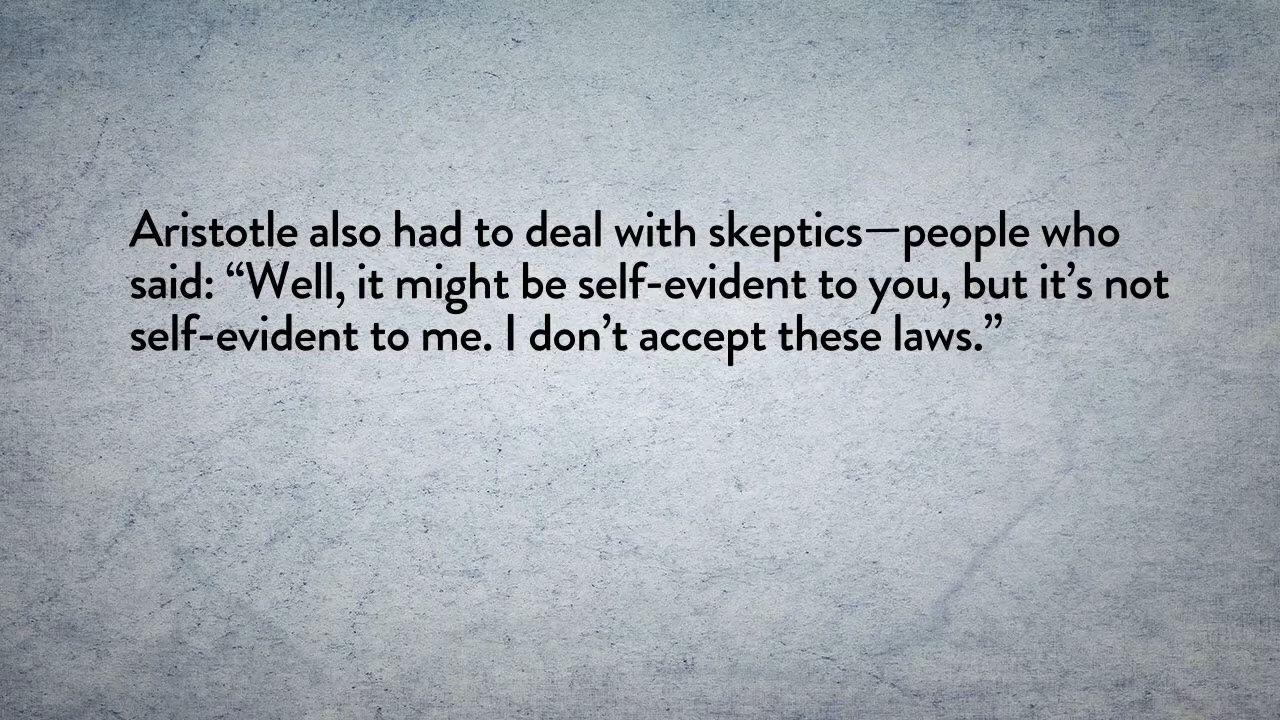 Aristotle also had to deal with skeptics—people who
said: “Well, it might be self-evident to you, but it’s not
self-evident to me. I don’t accept these laws.”